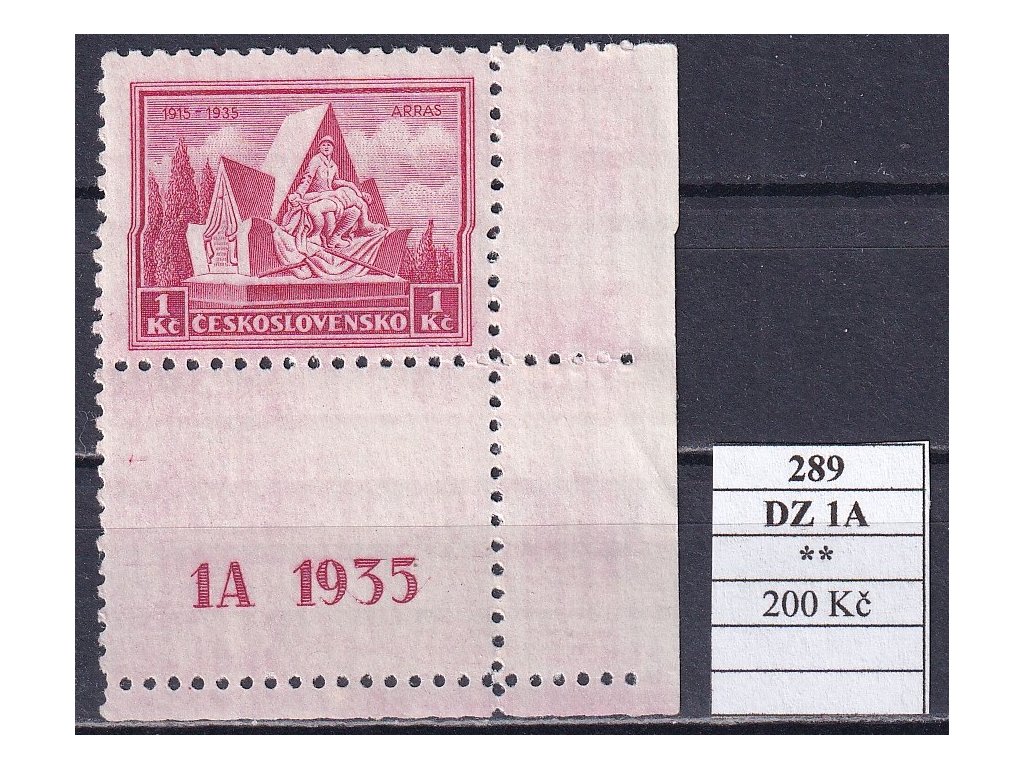 1915-1935 ARRAS
1 Kč ČESKOSLOVENSKO 1 Kč
1A 1935
289
DZ 1A
**
200 Kč